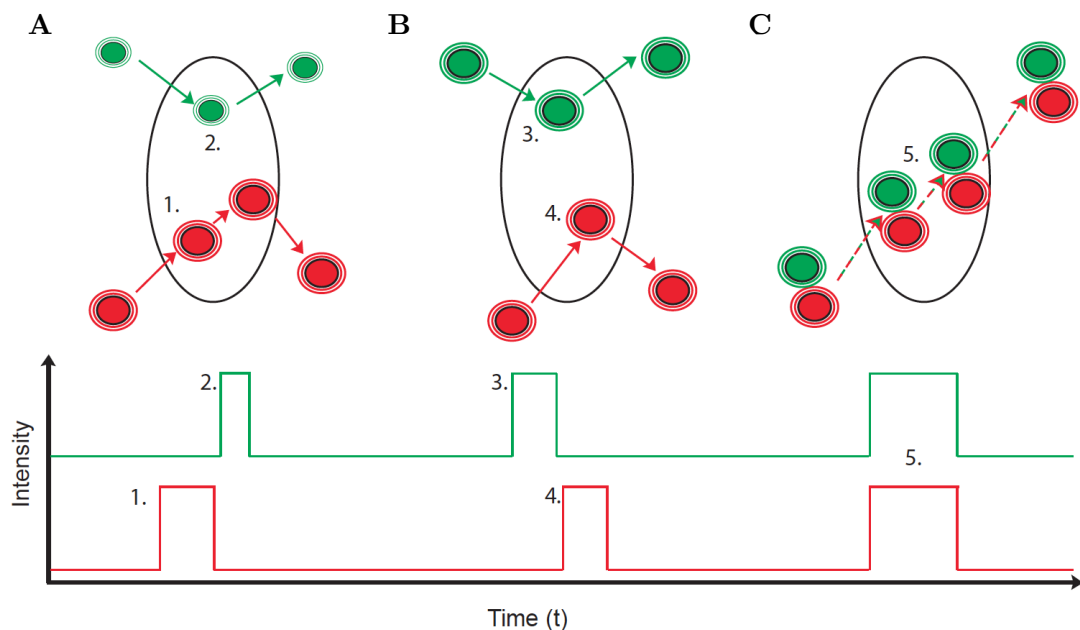 A
B
C
2.
1.
3.
4.
5.
Intensity
2.
3.
1.
4.
5.
Time (t)